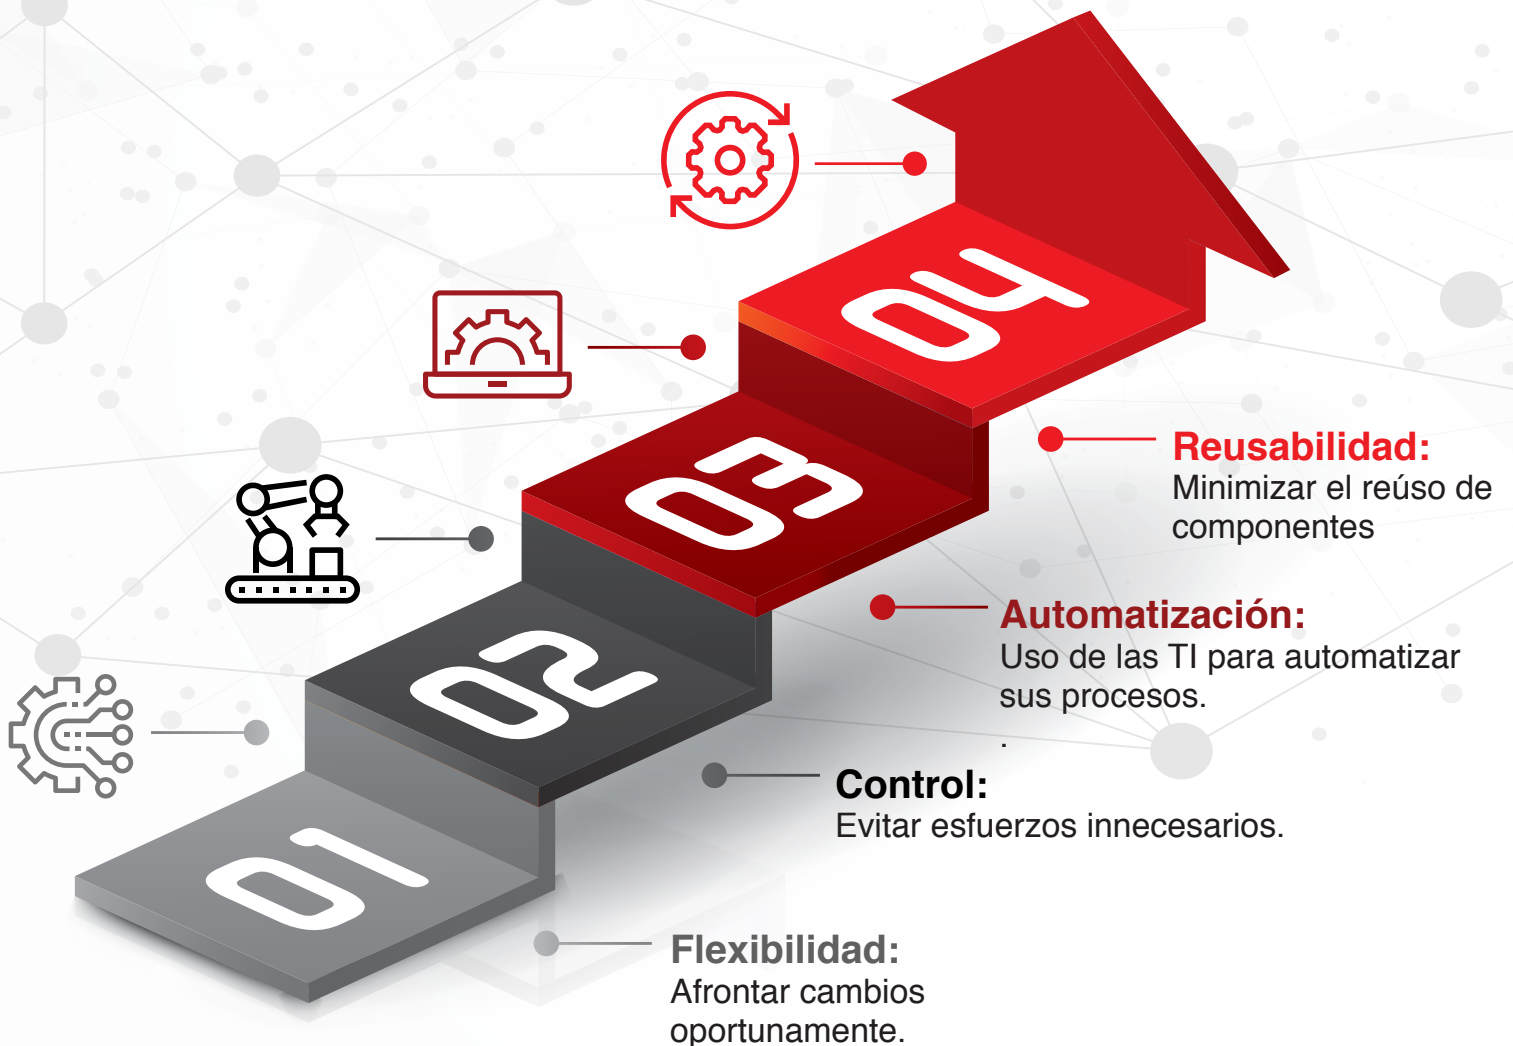 04
03
02
01
Reusabilidad:
Minimizar el reúso de
componentes
Automatización:
Uso de las TI para automatizar
sus procesos.
.
Control:
Evitar esfuerzos innecesarios.
Flexibilidad:
Afrontar cambios
oportunamente.